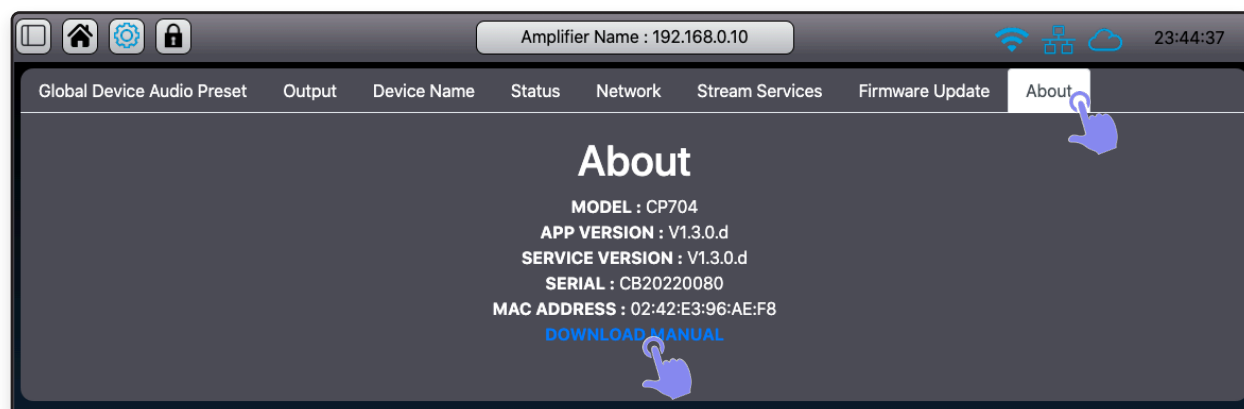 Amplifier Name : 192.168.0.10
23:44:37
Global Device Audio Preset Output Device Name Status Network Stream Services Firmware Update About
About
MODEL : CP704
APP VERSION : V1.3.0.d
SERVICE VERSION : V1.3.0.d
SERIAL : CB20220080
MAC ADDRESS : 02:42:E3:96:AE:F8
DOWNLOAD MANUAL